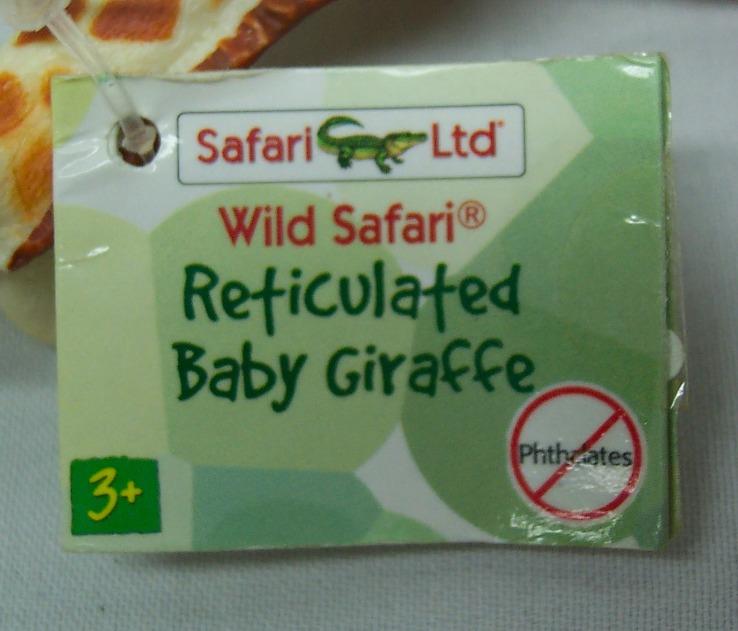 Safari Ltd®
Wild Safari®
Reticulated
Baby Giraffe
Phthalates
3+